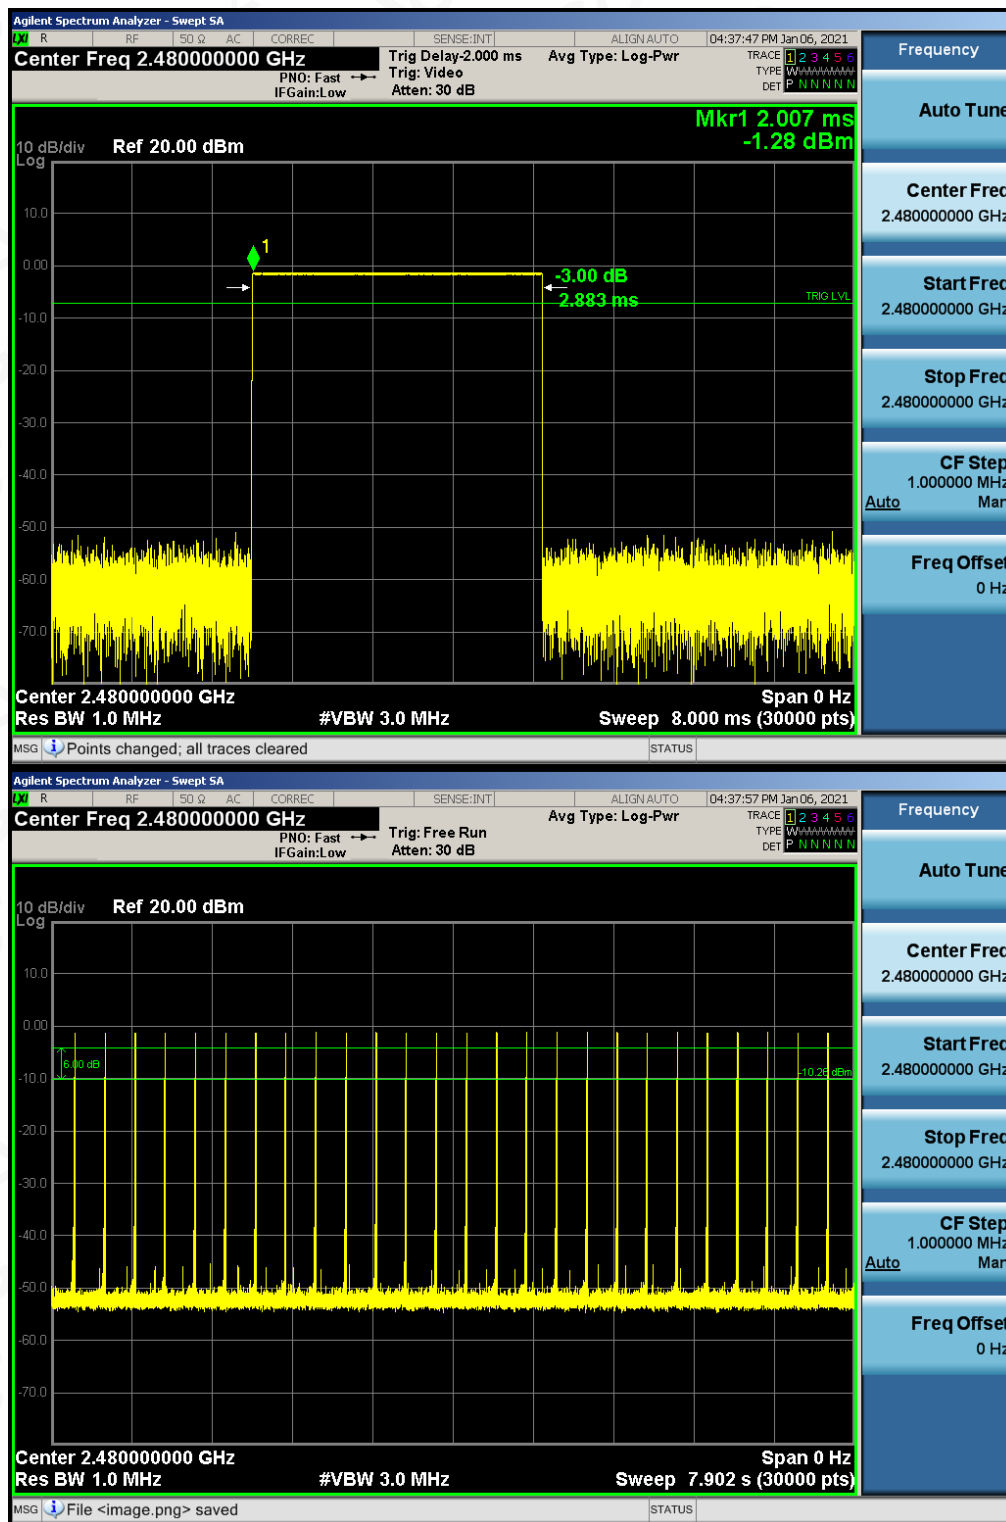 Agilent Spectrum Analyzer - Swept SA
LXI R RF 50 Ω AC CORREC SENSE:INT ALIGN AUTO 04:37:47 PM Jan 06, 2021
Center Freq 2.480000000 GHz
PNO: Fast
IFGain:Low
Trig Delay-2.000 ms
Trig: Video
Atten: 30 dB
Avg Type: Log-Pwr
TRACE 1 2 3 4 5 6
TYPE W
DET P N N N N N
Frequency
Auto Tune
Center Freq
2.480000000 GHz
Start Freq
2.480000000 GHz
Stop Freq
2.480000000 GHz
CF Step
1.000000 MHz
Auto Man
Freq Offset
0 Hz
Mkr1 2.007 ms
-1.28 dBm
10 dB/div Ref 20.00 dBm
Log
10.0
0.00
-10.0
-20.0
-30.0
-40.0
-50.0
-60.0
-70.0
1
-3.00 dB
2.883 ms
TRIG LVL
Center 2.480000000 GHz Span 0 Hz
Res BW 1.0 MHz #VBW 3.0 MHz Sweep 8.000 ms (30000 pts)
MSG Points changed; all traces cleared STATUS
Agilent Spectrum Analyzer - Swept SA
LXI R RF 50 Ω AC CORREC SENSE:INT ALIGN AUTO 04:37:57 PM Jan 06, 2021
Center Freq 2.480000000 GHz
PNO: Fast
IFGain:Low
Trig: Free Run
Atten: 30 dB
Avg Type: Log-Pwr
TRACE 1 2 3 4 5 6
TYPE W
DET P N N N N N
Frequency
Auto Tune
Center Freq
2.480000000 GHz
Start Freq
2.480000000 GHz
Stop Freq
2.480000000 GHz
CF Step
1.000000 MHz
Auto Man
Freq Offset
0 Hz
10 dB/div Ref 20.00 dBm
Log
10.0
0.00
-10.0
-20.0
-30.0
-40.0
-50.0
-60.0
-70.0
6.00 dB
-10.26 dBm
Center 2.480000000 GHz Span 0 Hz
Res BW 1.0 MHz #VBW 3.0 MHz Sweep 7.902 s (30000 pts)
MSG File <image.png> saved STATUS